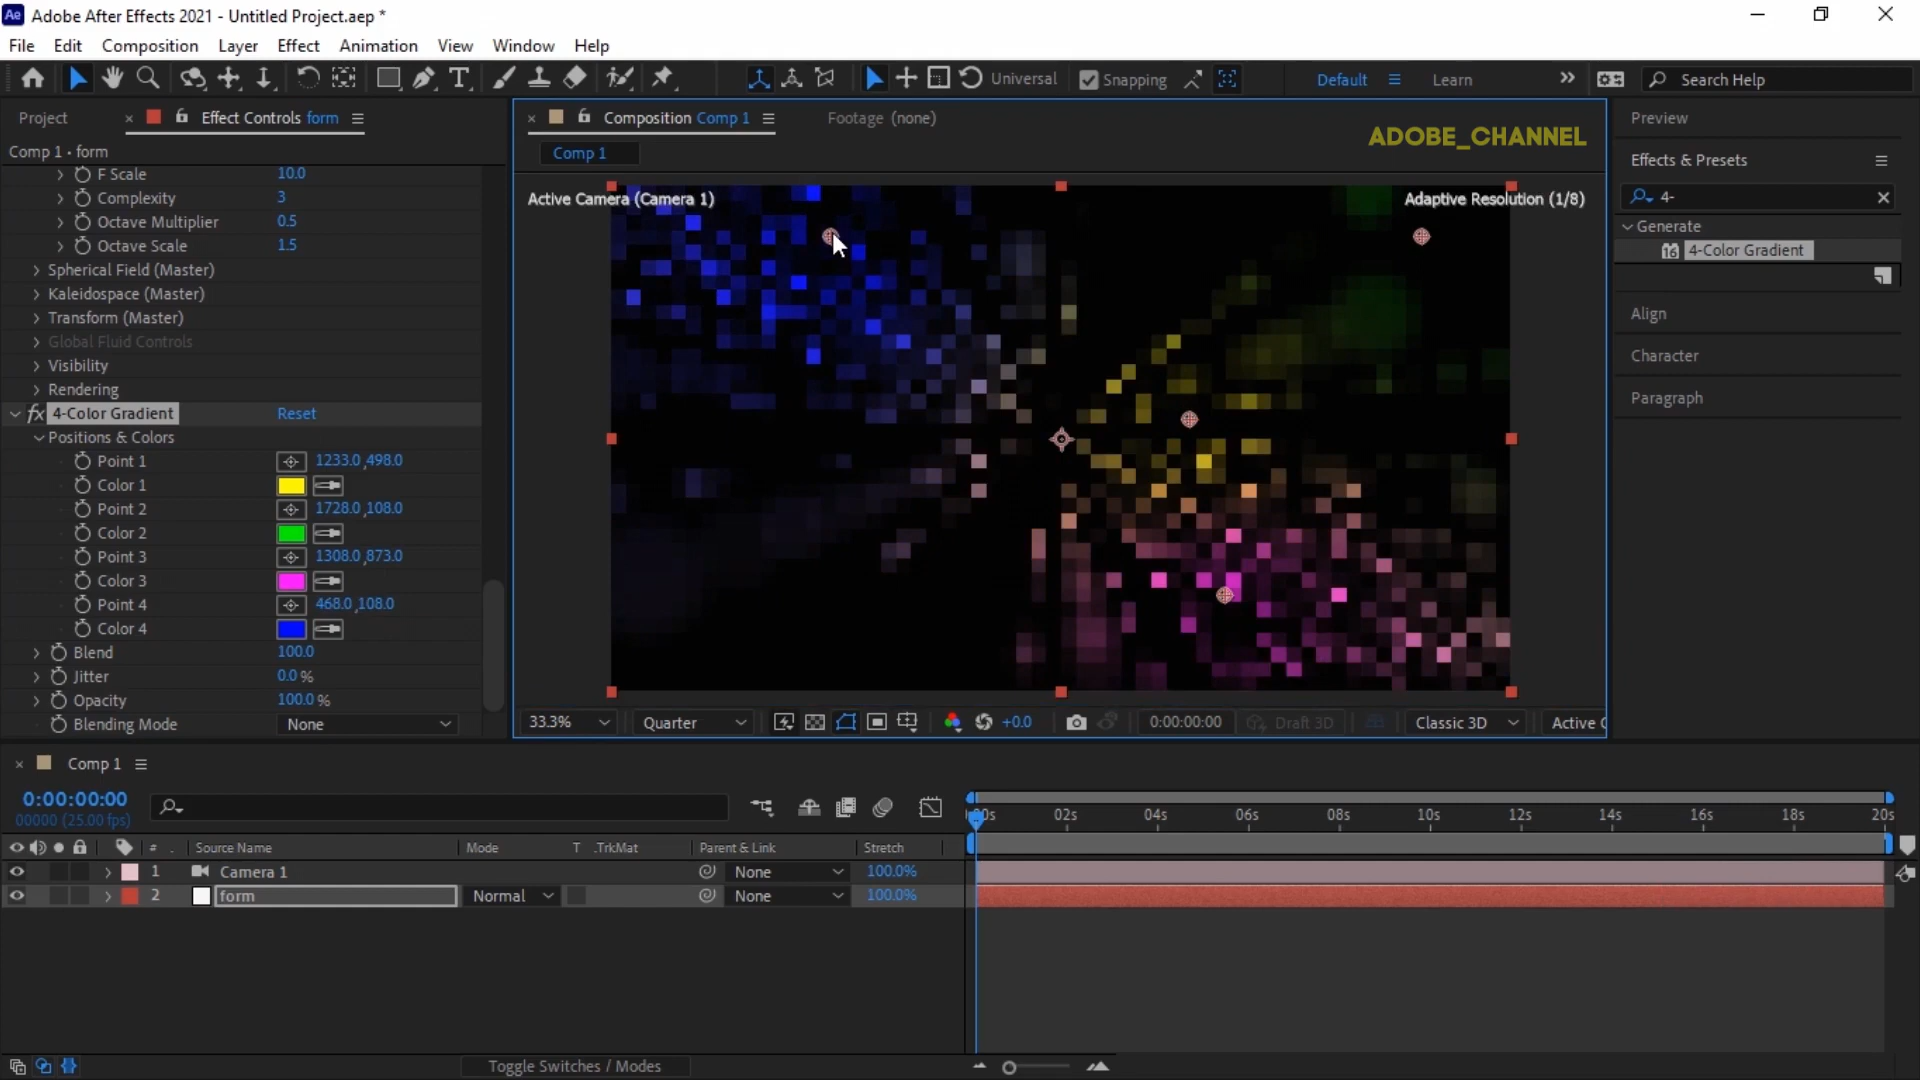 Ae Adobe After Effects 2021 - Untitled Project.aep *
File Edit Composition Layer Effect Animation View Window Help
Universal Snapping Default Learn Search Help
Project Effect Controls form
Comp 1 • form
F Scale 10.0
Complexity 3
Octave Multiplier 0.5
Octave Scale 1.5
Spherical Field (Master)
Kaleidospace (Master)
Transform (Master)
Global Fluid Controls
Visibility
Rendering
fx 4-Color Gradient Reset
Positions & Colors
Point 1 1233.0,498.0
Color 1
Point 2 1728.0,108.0
Color 2
Point 3 1308.0,873.0
Color 3
Point 4 468.0,108.0
Color 4
Blend 100.0
Jitter 0.0 %
Opacity 100.0 %
Blending Mode None
Composition Comp 1 Footage (none)
ADOBE_CHANNEL
Comp 1
Active Camera (Camera 1) Adaptive Resolution (1/8)
33.3% Quarter +0.0 0:00:00:00 Draft 3D Classic 3D Active C
Preview
Effects & Presets
4-
Generate
16 4-Color Gradient
Align
Character
Paragraph
Comp 1
0:00:00:00
00000 (25.00 fps)
00s 02s 04s 06s 08s 10s 12s 14s 16s 18s 20s
# . Source Name Mode T .TrkMat Parent & Link Stretch
1 Camera 1 None 100.0%
2 form Normal None 100.0%
Toggle Switches / Modes